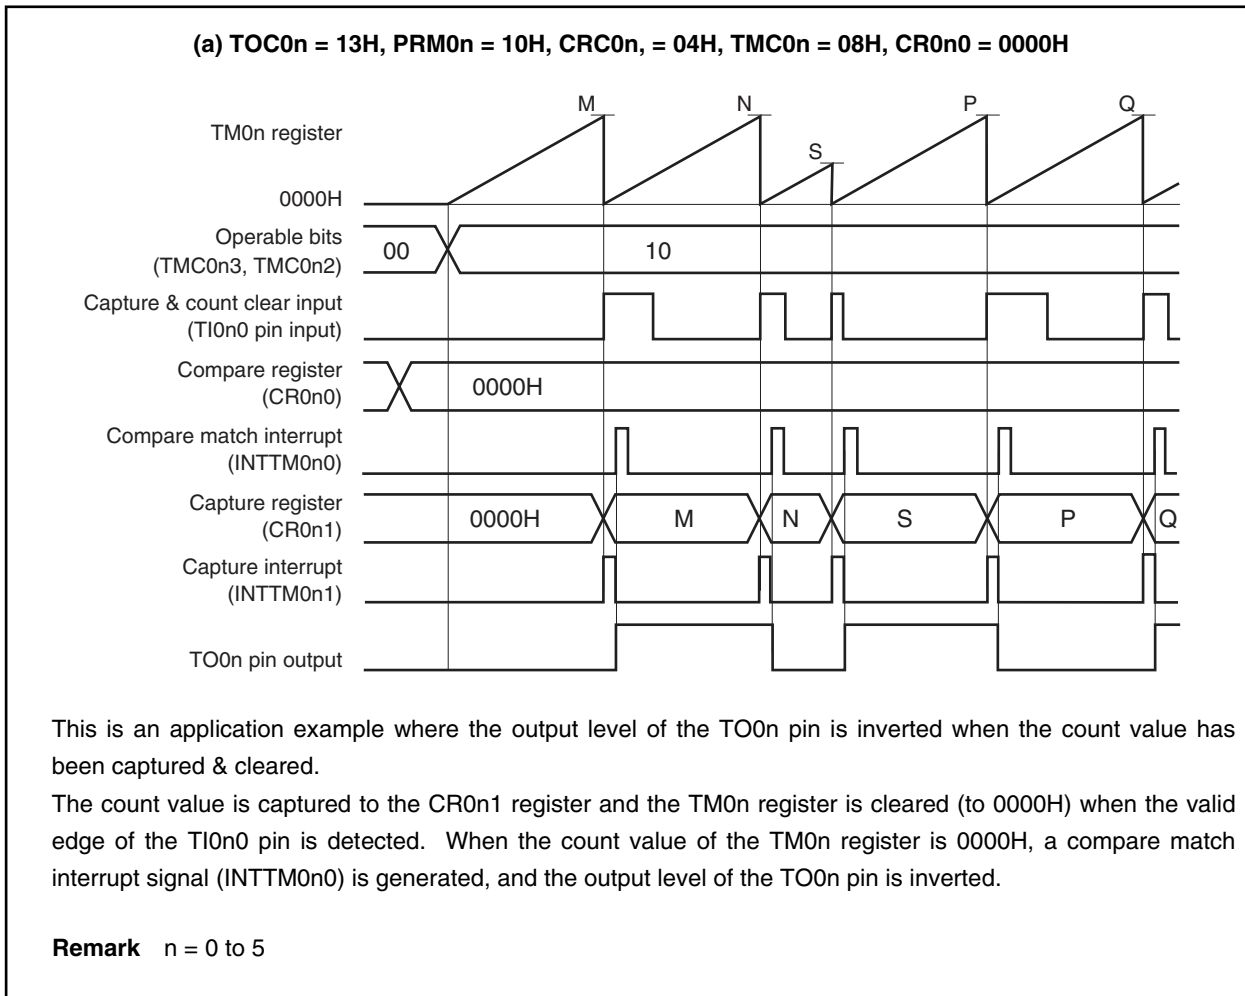 (a) TOC0n = 13H, PRM0n = 10H, CRC0n, = 04H, TMC0n = 08H, CR0n0 = 0000H
M N S P Q
TM0n register
0000H
Operable bits
(TMC0n3, TMC0n2)
00 10
Capture & count clear input
(TI0n0 pin input)
Compare register
(CR0n0)
0000H
Compare match interrupt
(INTTM0n0)
Capture register
(CR0n1)
0000H M N S P Q
Capture interrupt
(INTTM0n1)
TO0n pin output
This is an application example where the output level of the TO0n pin is inverted when the count value has
been captured & cleared.
The count value is captured to the CR0n1 register and the TM0n register is cleared (to 0000H) when the valid
edge of the TI0n0 pin is detected. When the count value of the TM0n register is 0000H, a compare match
interrupt signal (INTTM0n0) is generated, and the output level of the TO0n pin is inverted.
Remark n = 0 to 5